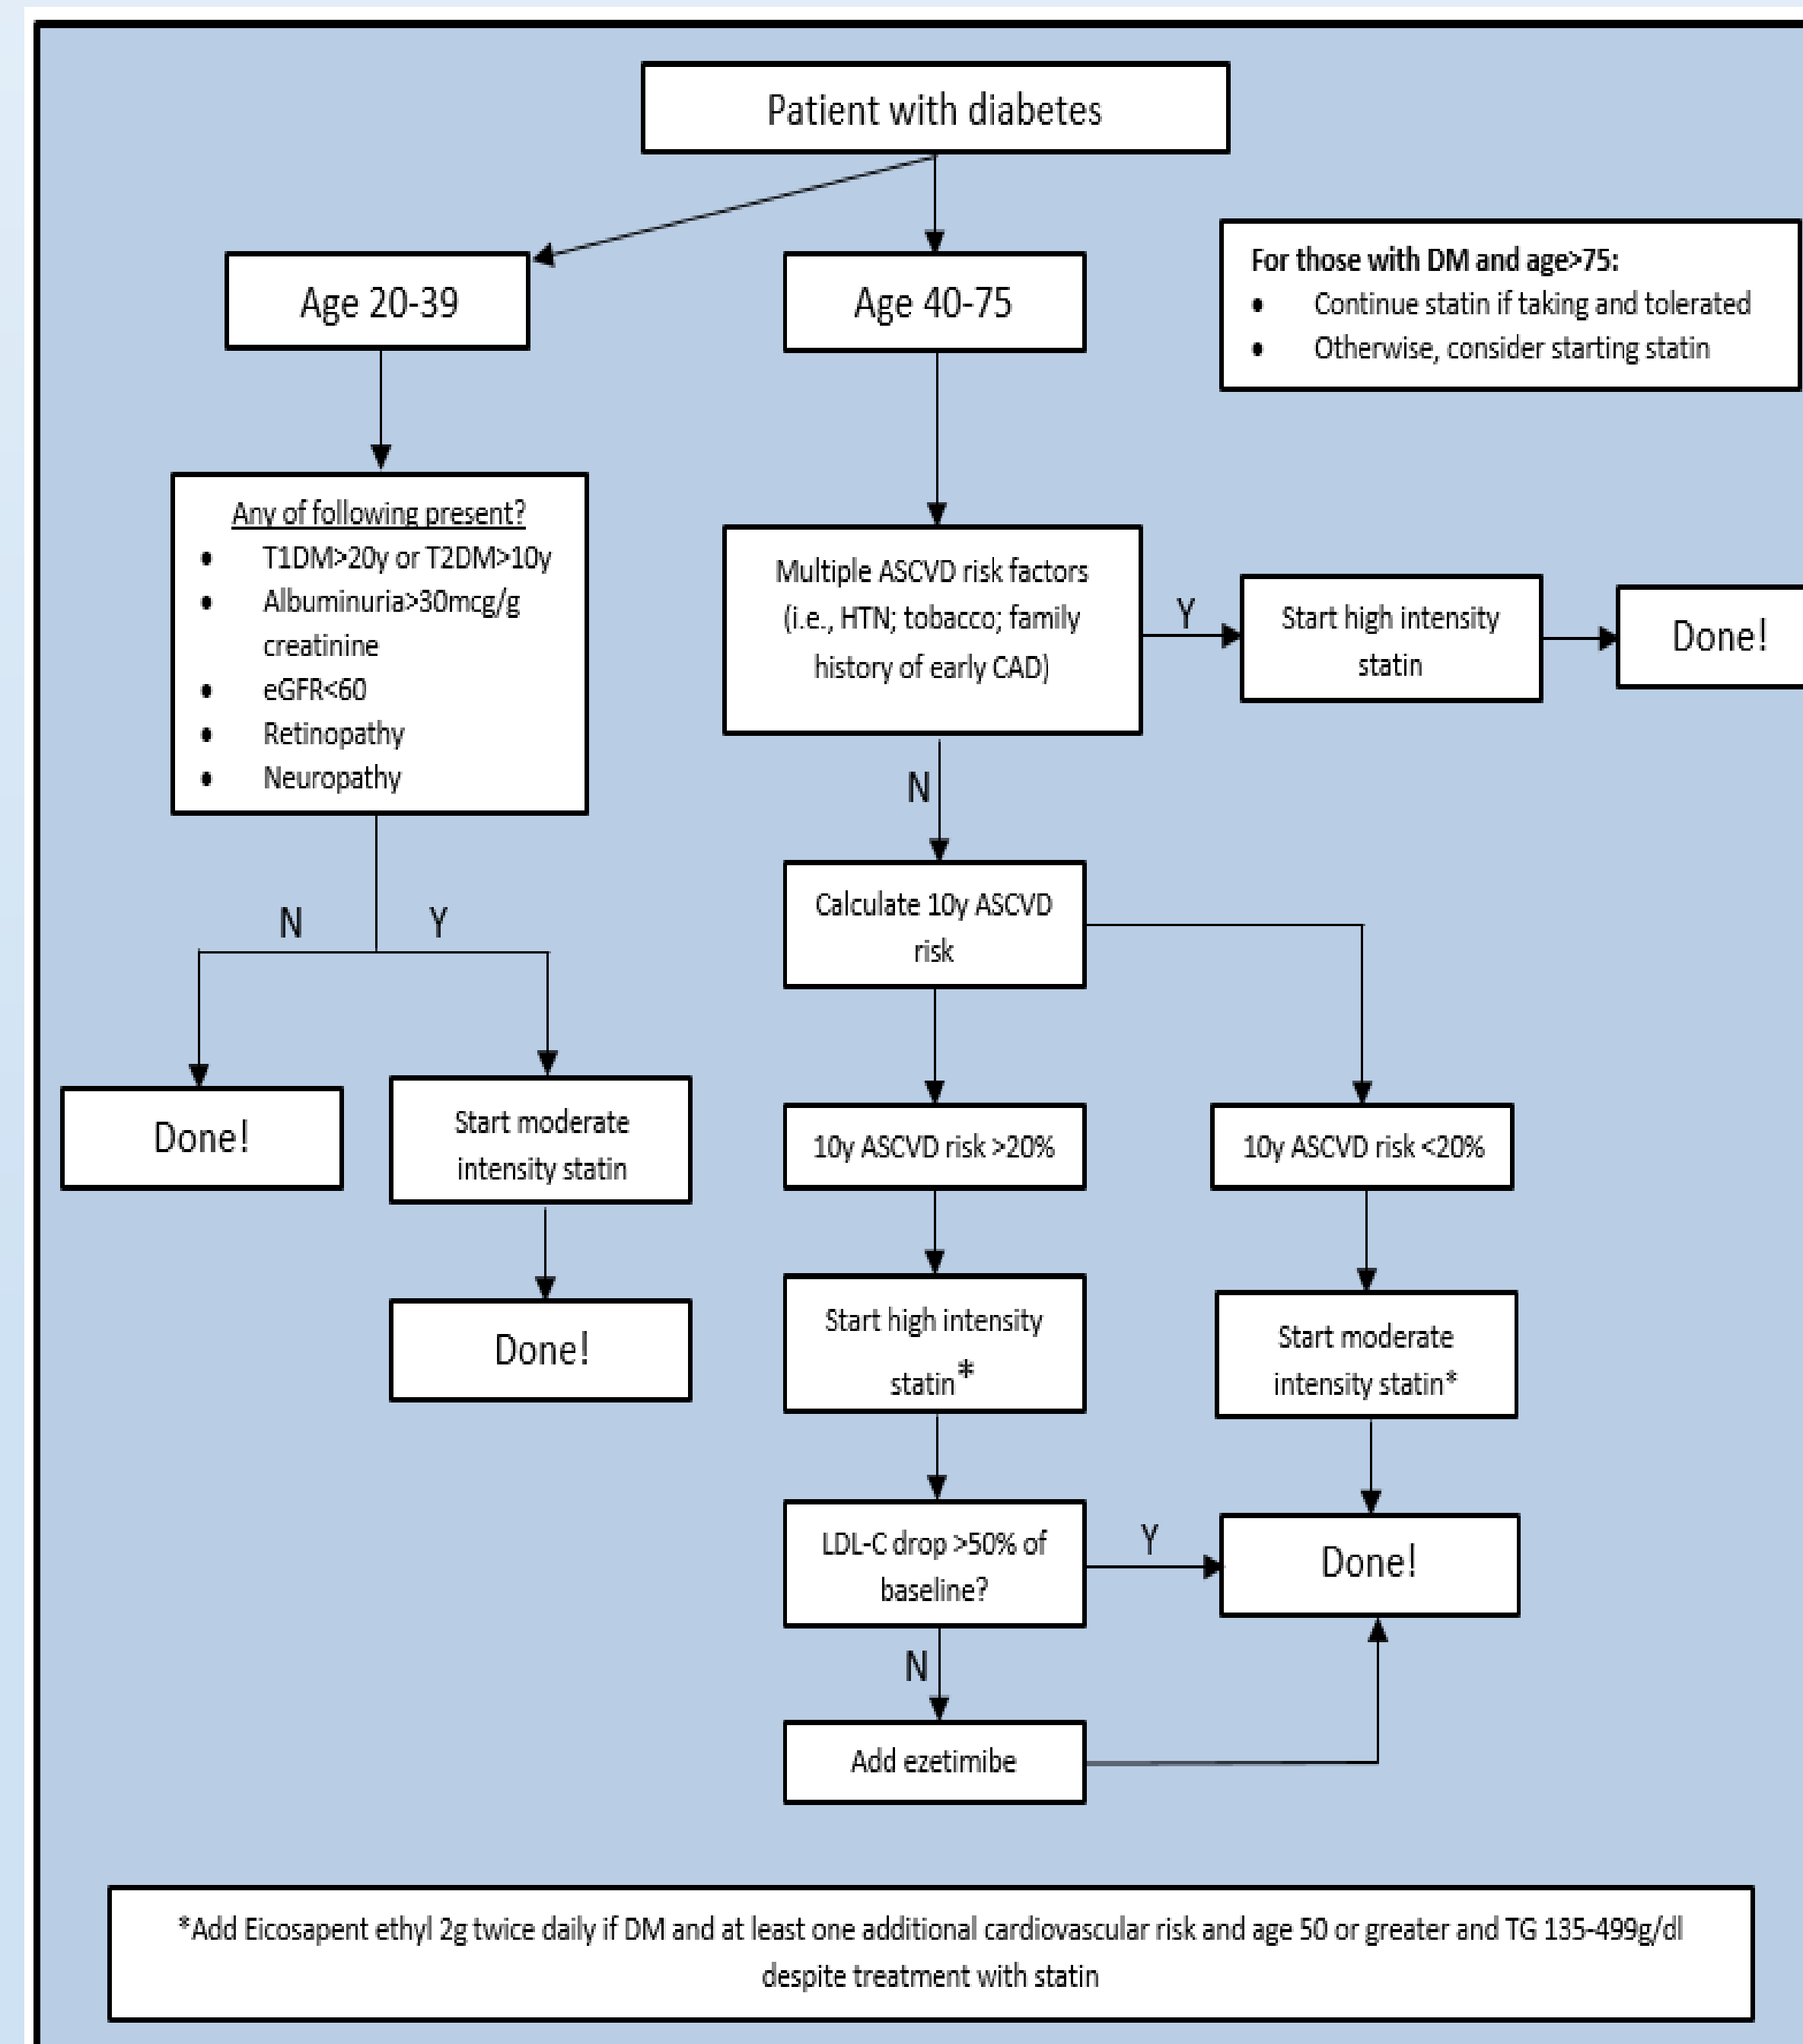 Patient with diabetes
Age 20-39
Age 40-75
For those with DM and age>75:
• Continue statin if taking and tolerated
• Otherwise, consider starting statin
Any of following present?
• T1DM>20y or T2DM>10y
• Albuminuria>30mcg/g
creatinine
• eGFR<60
• Retinopathy
• Neuropathy
Multiple ASCVD risk factors
(i.e., HTN; tobacco; family
history of early CAD)
Y
Start high intensity
statin
Done!
N
Calculate 10y ASCVD
risk
N
Y
Done!
Start moderate
intensity statin
Done!
10y ASCVD risk >20%
10y ASCVD risk <20%
Start high intensity
statin*
Start moderate
intensity statin*
LDL-C drop >50% of
baseline?
Y
Done!
N
Add ezetimibe
*Add Eicosapent ethyl 2g twice daily if DM and at least one additional cardiovascular risk and age 50 or greater and TG 135-499g/dl
despite treatment with statin